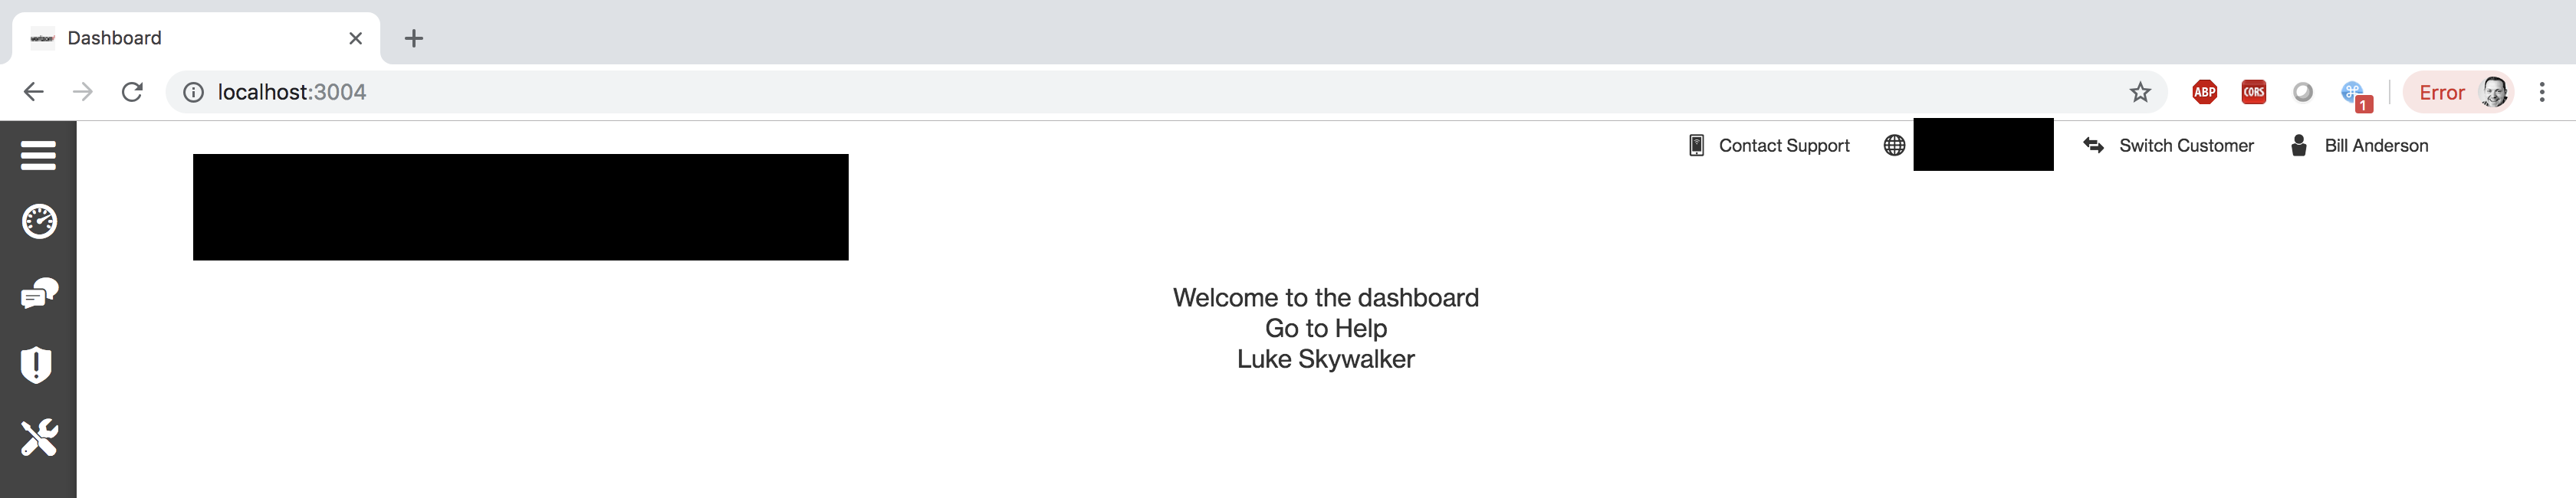 Dashboard
localhost:3004
ABP
CORS
1
Error
Contact Support
Switch Customer
Bill Anderson
Welcome to the dashboard
Go to Help
Luke Skywalker